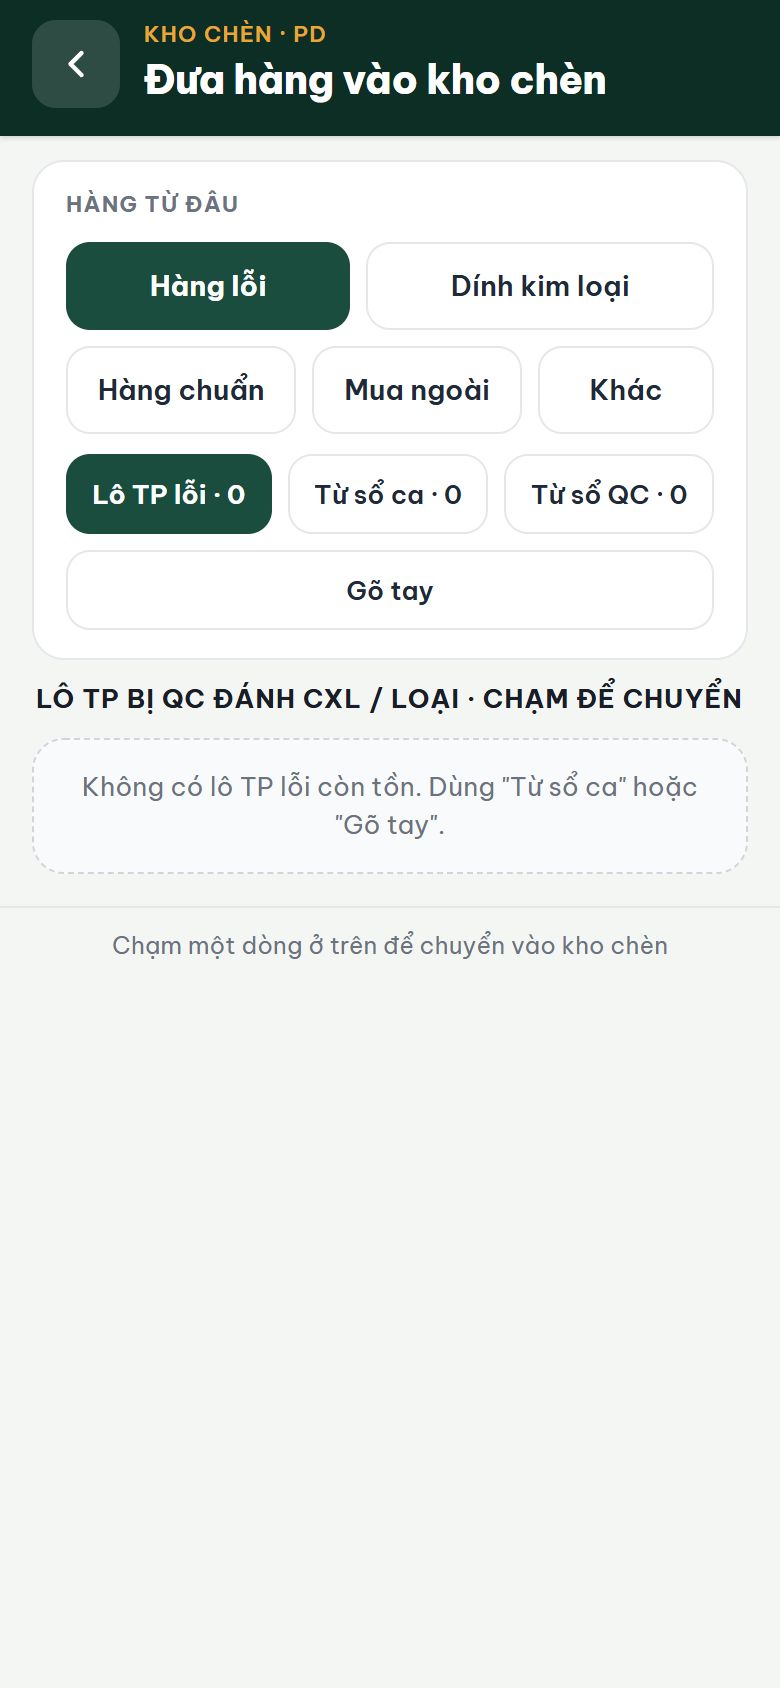 KHO CHÈN · PD
Đưa hàng vào kho chèn
HÀNG TỪ ĐÂU
Hàng lỗi
Dính kim loại
Hàng chuẩn
Mua ngoài
Khác
Lô TP lỗi · 0
Từ sổ ca · 0
Từ sổ QC · 0
Gõ tay
LÔ TP BỊ QC ĐÁNH CXL / LOẠI · CHẠM ĐỂ CHUYỂN
Không có lô TP lỗi còn tồn. Dùng "Từ sổ ca" hoặc
"Gõ tay".
Chạm một dòng ở trên để chuyển vào kho chèn